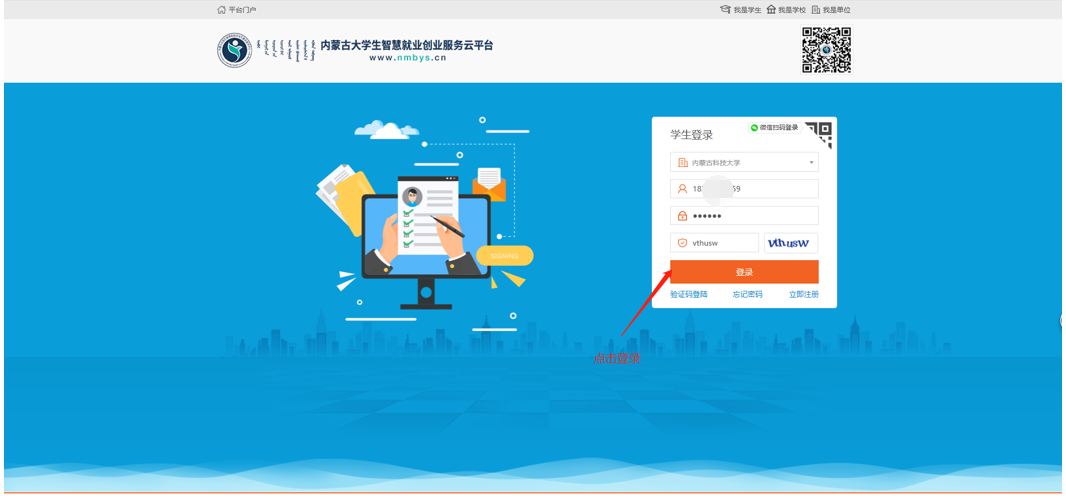 平台门户
我是学生 我是学校 我是单位
内蒙古大学生智慧就业创业服务云平台
www.nmbys.cn
学生登录
微信扫码登录
内蒙古科技大学
vthusw
vthusw
登录
验证码登陆 忘记密码 立即注册
SIGNING
点击登录